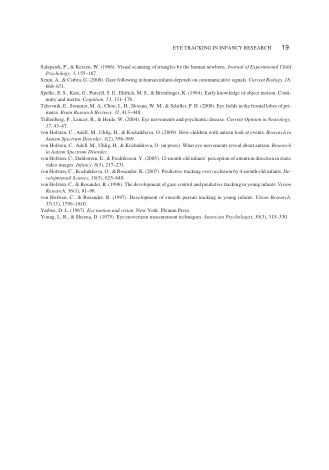 EYE TRACKING IN INFANCY RESEARCH 19
Salapatek, P., & Kessen, W. (1966). Visual scanning of triangles by the human newborn. Journal of Experimental Child
Psychology, 3, 155–167.
Senju, A., & Csibra, G. (2008). Gaze following in human infants depends on communicative signals. Current Biology, 18,
668–671.
Spelke, E. S., Katz, G., Purcell, S. E., Ehrlich, M. S., & Breinlinger, K. (1994). Early knowledge of object motion: Conti-
nuity and inertia. Cognition, 51, 131–176.
Tehovnik, E., Sommer, M. A., Chou, I. H., Slocum, W. M., & Schiller, P. H. (2000). Eye fields in the frontal lobes of pri-
mates. Brain Research Reviews, 32, 413–448.
Trillenberg, P., Lencer, R., & Heide, W. (2004). Eye movements and psychiatric disease. Current Opinion in Neurology,
17, 43–47.
von Hofsten, C., Adell, M., Uhlig, H., & Kochukhova, O. (2009). How children with autism look at events. Research in
Autism Spectrum Disorder, 3(2), 556–569.
von Hofsten, C., Adell, M., Uhlig, H., & Kochukhova, O. (in press). What eye movements reveal about autism. Research
in Autism Spectrum Disorder.
von Hofsten, C., Dahlström, E., & Fredriksson, Y. (2005). 12-month-old infants' perception of attention direction in static
video images. Infancy, 8(3), 217–231.
von Hofsten, C., Kochukhova, O., & Rosander, K. (2007). Predictive tracking over occlusion by 4-month-old infants. De-
velopmental Science, 10(5), 625–640.
von Hofsten, C., & Rosander, K. (1996). The development of gaze control and predictive tracking in young infants. Vision
Research, 36(1), 81–96.
von Hofsten, C., & Rosander, K. (1997). Development of smooth pursuit tracking in young infants. Vision Research,
37(13), 1799–1810.
Yarbus, D. L. (1967). Eye motion and vision. New York: Plenum Press.
Young, L. R., & Sheena, D. (1975). Eye-movement measurement techniques. American Psychologist, 30(3), 315–330.